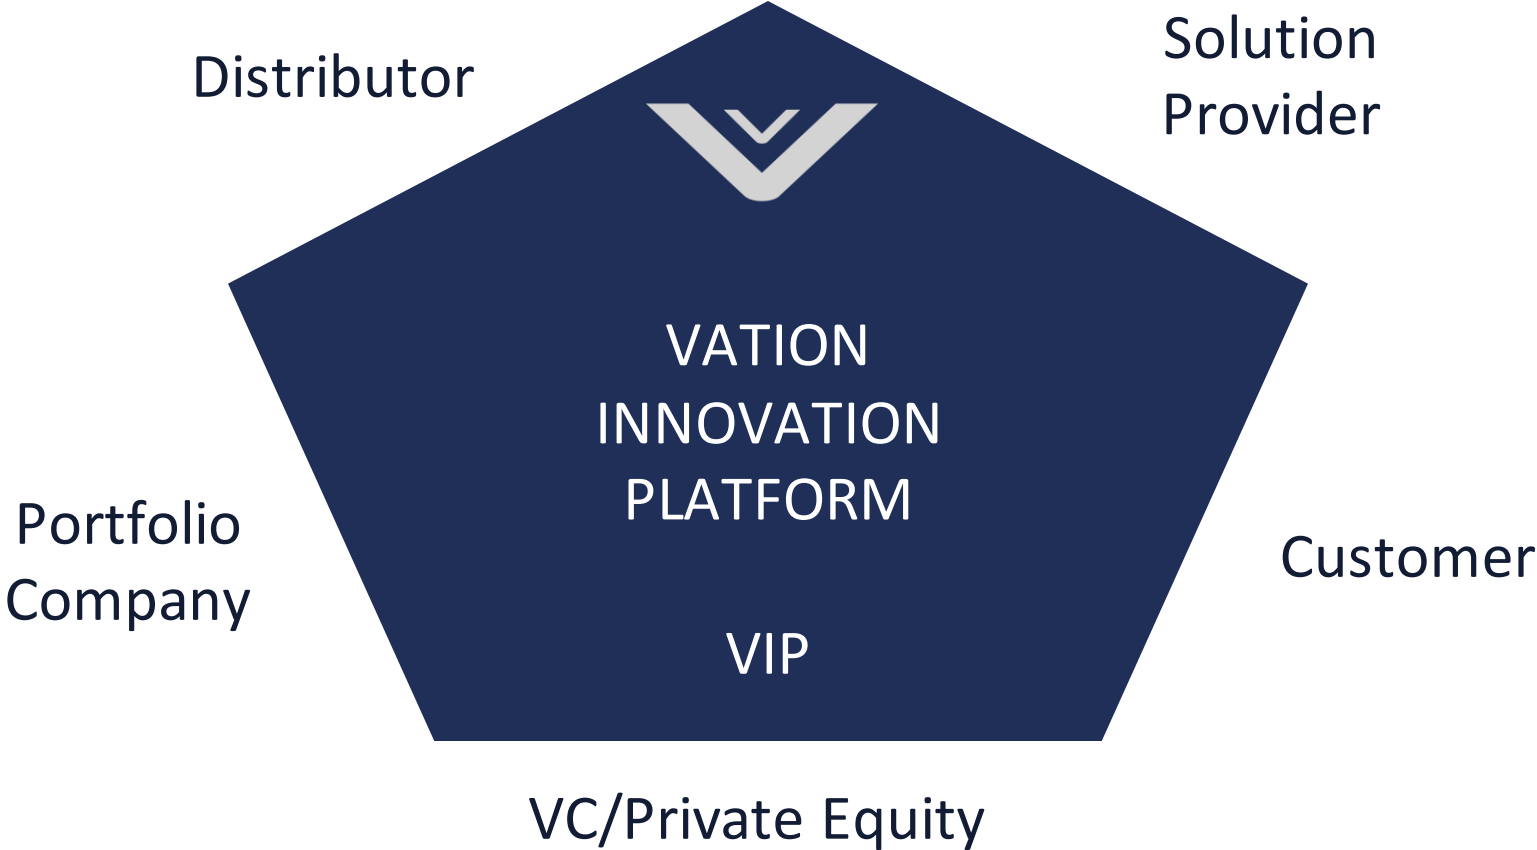 Distributor
Solution
Provider
VATION
INNOVATION
PLATFORM
VIP
Portfolio
Company
Customer
VC/Private Equity